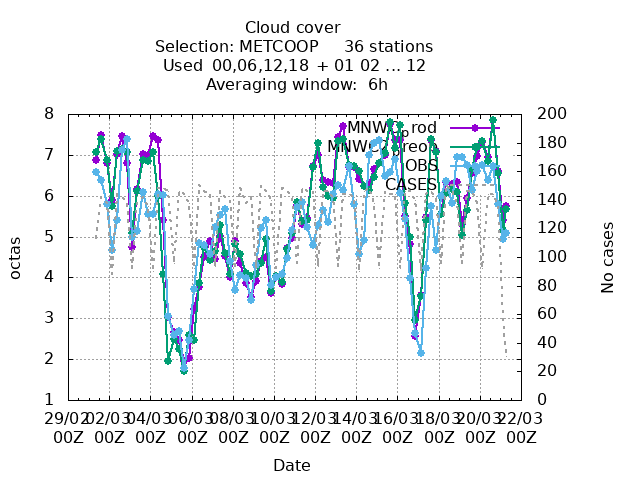 Cloud cover
Selection: METCOOP 36 stations
Used 00,06,12,18 + 01 02 ... 12
Averaging window: 6h
octas
No cases
8
7
6
5
4
3
2
1
200
180
160
140
120
100
80
60
40
20
0
OBS
CASES
29/02 02/03 04/03 06/03 08/03 10/03 12/03 14/03 16/03 18/03 20/03 22/03
00Z 00Z 00Z 00Z 00Z 00Z 00Z 00Z 00Z 00Z 00Z 00Z
Date